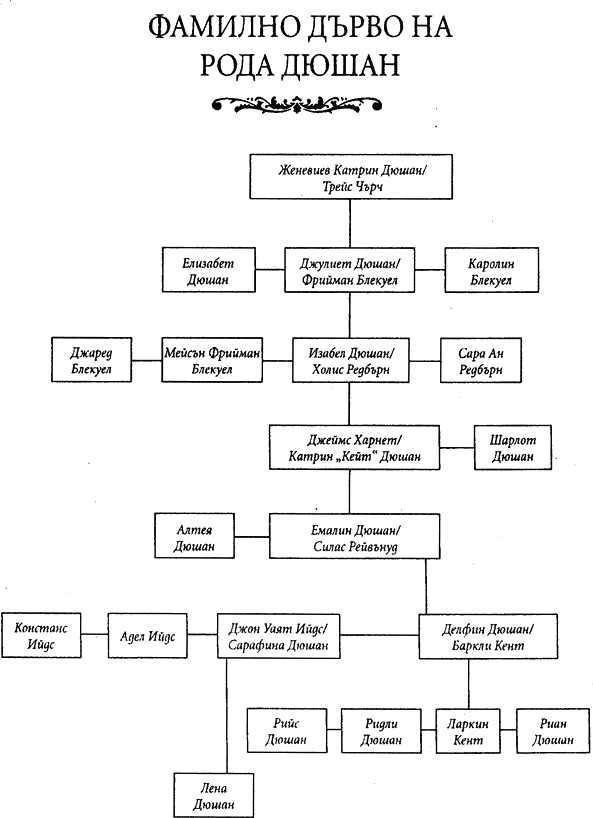 ФАМИЛНО ДЪРВО НА
РОДА ДЮШАН
Женевиев Катрин Дюшан/
Трейс Чърч
Елизабет
Дюшан
Джулиет Дюшан/
Фрийман Блекуел
Каролин
Блекуел
Джаред
Блекуел
Мейсън Фрийман
Блекуел
Изабел Дюшан/
Холис Редбърн
Сара Ан
Редбърн
Джеймс Харнет/
Катрин „Кейт“ Дюшан
Шарлот
Дюшан
Алтея
Дюшан
Емалин Дюшан/
Силас Рейвънуд
Констанс
Ийдс
Адел Ийдс
Джон Уаят Ийдс/
Сарафина Дюшан
Делфин Дюшан/
Баркли Кент
Рийс
Дюшан
Ридли
Дюшан
Ларкин
Кент
Риан
Дюшан
Лена
Дюшан